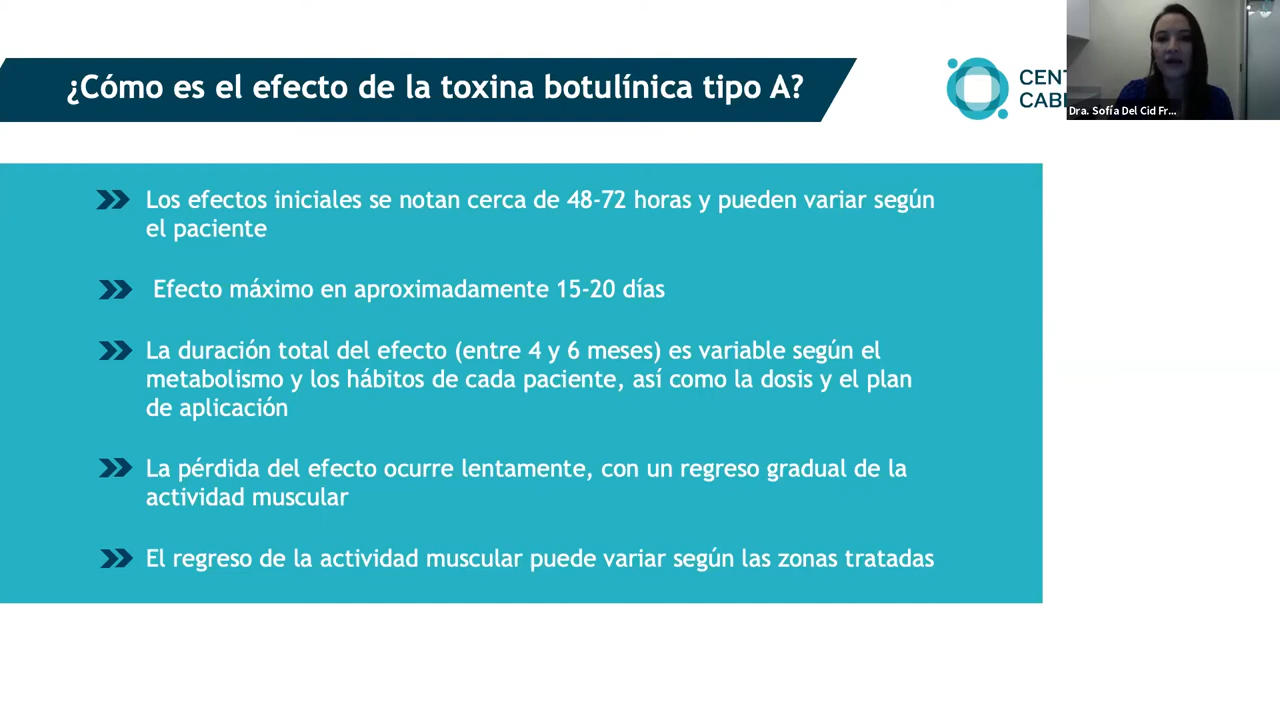 ¿Cómo es el efecto de la toxina botulínica tipo A?
Los efectos iniciales se notan cerca de 48-72 horas y pueden variar según
el paciente
Efecto máximo en aproximadamente 15-20 días
La duración total del efecto (entre 4 y 6 meses) es variable según el
metabolismo y los hábitos de cada paciente, así como la dosis y el plan
de aplicación
La pérdida del efecto ocurre lentamente, con un regreso gradual de la
actividad muscular
El regreso de la actividad muscular puede variar según las zonas tratadas
Dra. Sofía Del Cid Fr...